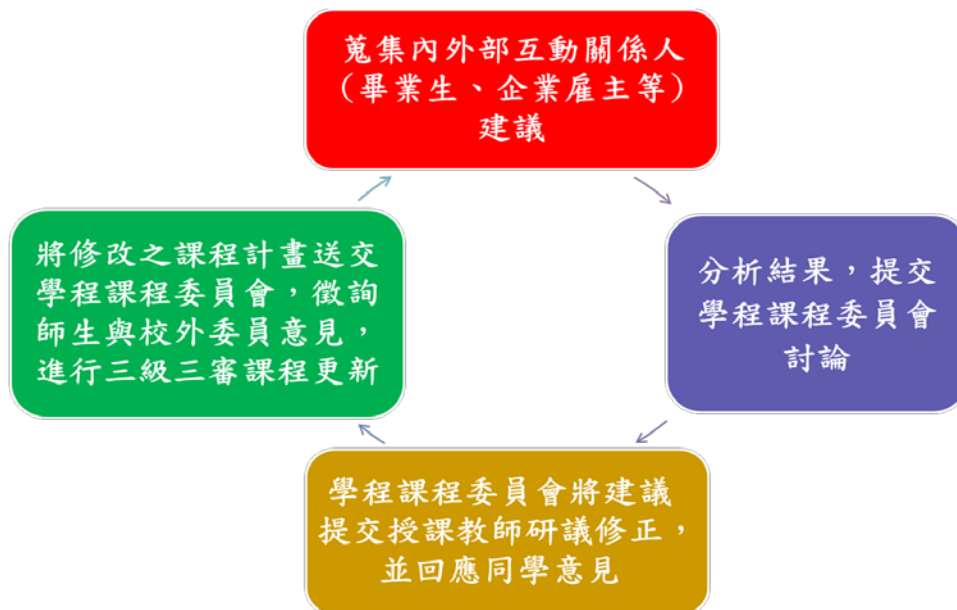 蒐集內外部互動關係人
(畢業生、企業雇主等)
建議
分析結果，提交
學程課程委員會
討論
學程課程委員會將建議
提交授課教師研議修正，
並回應同學意見
將修改之課程計畫送交
學程課程委員會，徵詢
師生與校外委員意見，
進行三級三審課程更新